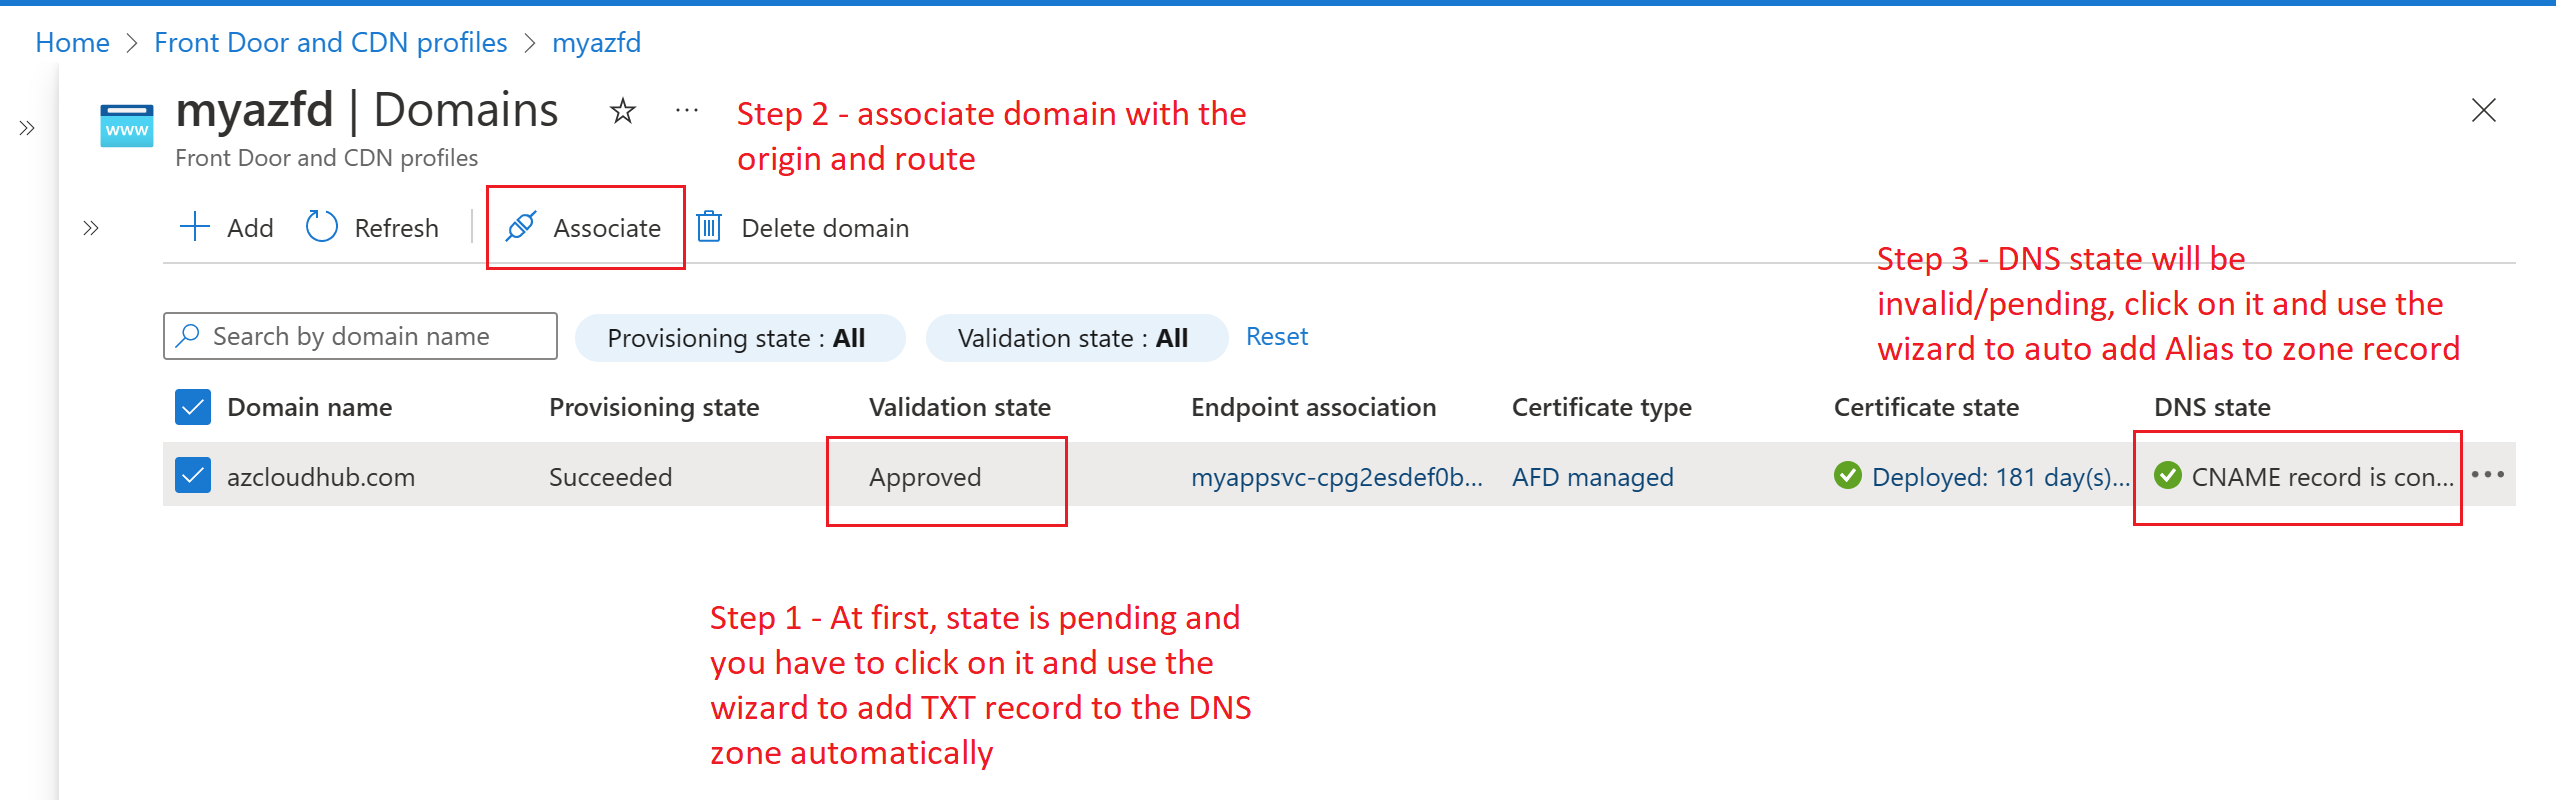 Home > Front Door and CDN profiles > myazfd
myazfd | Domains
Front Door and CDN profiles
www
Step 2 - associate domain with the
origin and route
Add
Refresh
Associate
Delete domain
Step 3 - DNS state will be
invalid/pending, click on it and use the
wizard to auto add Alias to zone record
Search by domain name
Provisioning state : All
Validation state : All
Reset
Domain name Provisioning state Validation state Endpoint association Certificate type Certificate state DNS state
azcloudhub.com Succeeded Approved myappsvc-cpg2esdef0b... AFD managed Deployed: 181 day(s)... CNAME record is con...
Step 1 - At first, state is pending and
you have to click on it and use the
wizard to add TXT record to the DNS
zone automatically